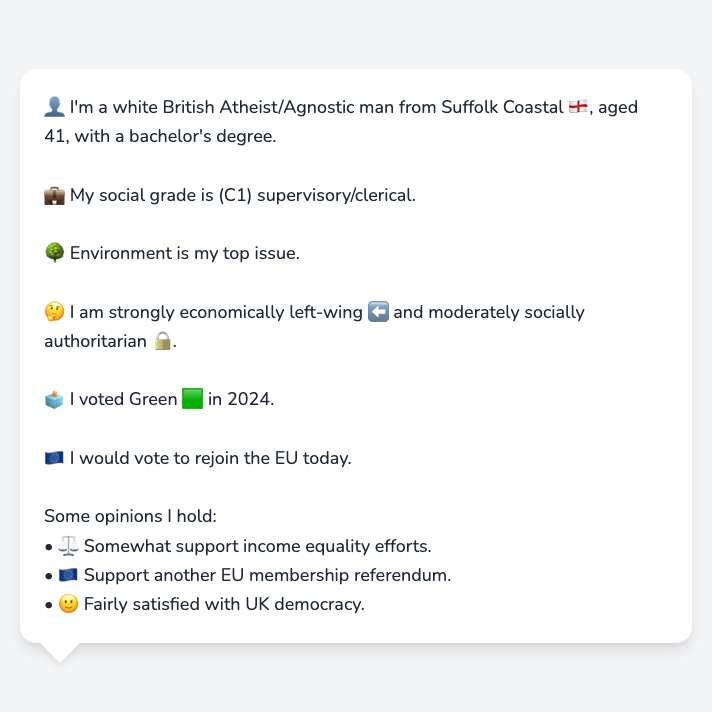 👤 I'm a white British Atheist/Agnostic man from Suffolk Coastal 🏴󠁧󠁢󠁥󠁮󠁧󠁿, aged
41, with a bachelor's degree.
💼 My social grade is (C1) supervisory/clerical.
🌳 Environment is my top issue.
🤔 I am strongly economically left-wing ⬅️ and moderately socially
authoritarian 🔒.
🗳️ I voted Green 🟩 in 2024.
🇪🇺 I would vote to rejoin the EU today.
Some opinions I hold:
• ⚖️ Somewhat support income equality efforts.
• 🇪🇺 Support another EU membership referendum.
• 🙂 Fairly satisfied with UK democracy.